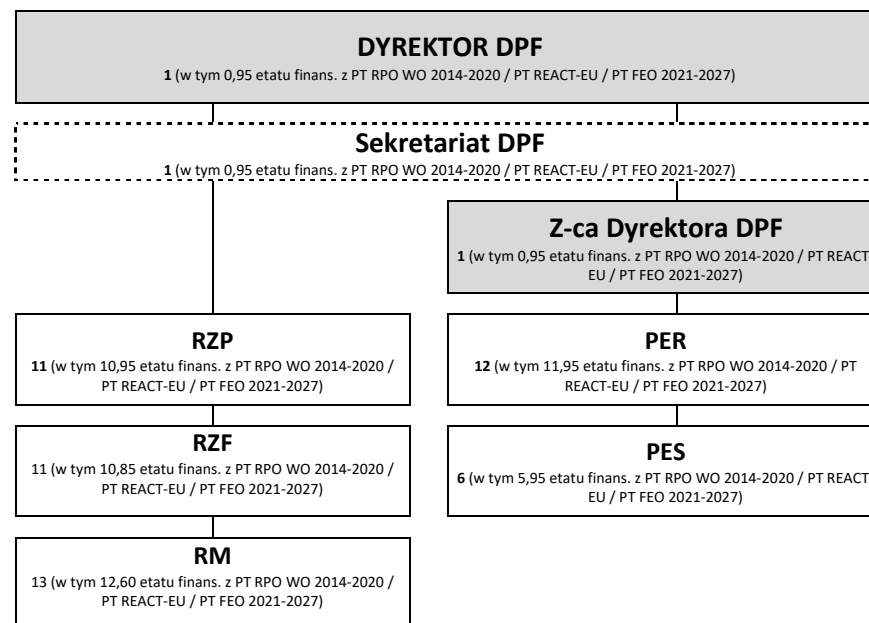 DYREKTOR DPF
1 (w tym 0,95 etatu finans. z PT RPO WO 2014-2020 / PT REACT-EU / PT FEO 2021-2027)
Sekretariat DPF
1 (w tym 0,95 etatu finans. z PT RPO WO 2014-2020 / PT REACT-EU / PT FEO 2021-2027)
Z-ca Dyrektora DPF
1 (w tym 0,95 etatu finans. z PT RPO WO 2014-2020 / PT REACT-
EU / PT FEO 2021-2027)
RZP
11 (w tym 10,95 etatu finans. z PT RPO WO 2014-2020 /
PT REACT-EU / PT FEO 2021-2027)
RZF
11 (w tym 10,85 etatu finans. z PT RPO WO 2014-2020 /
PT REACT-EU / PT FEO 2021-2027)
RM
13 (w tym 12,60 etatu finans. z PT RPO WO 2014-2020 /
PT REACT-EU / PT FEO 2021-2027)
PER
12 (w tym 11,95 etatu finans. z PT RPO WO 2014-2020 / PT
REACT-EU / PT FEO 2021-2027)
PES
6 (w tym 5,95 etatu finans. z PT RPO WO 2014-2020 / PT REACT-
EU / PT FEO 2021-2027)